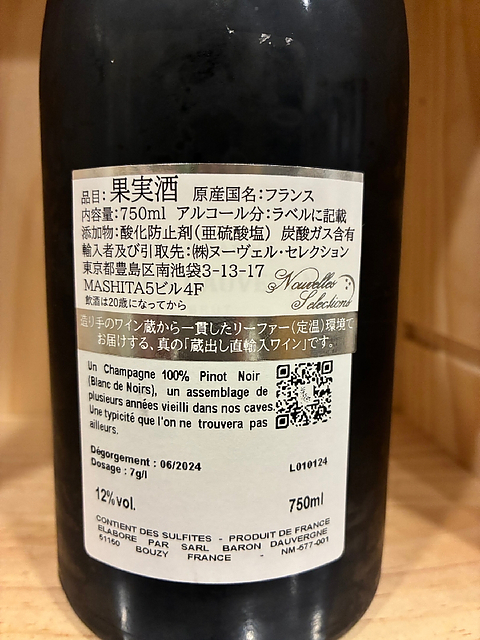 品目：果実酒　原産国名：フランス
内容量：750ml　アルコール分：ラベルに記載
添加物：酸化防止剤（亜硫酸塩）　炭酸ガス含有
輸入者及び引取先：㈱ヌーヴェル・セレクション
東京都豊島区南池袋3-13-17
MASHITA5ビル4F
飲酒は20歳になってから
Nouvelles
Selections
造り手のワイン蔵から一貫したリーファー（定温）環境で
お届けする、真の「蔵出し直輸入ワイン」です。
Un Champagne 100% Pinot Noir
(Blanc de Noirs), un assemblage de
plusieurs années vieilli dans nos caves.
Une typicité que l'on ne trouvera pas
ailleurs.
Dégorgement : 06/2024
Dosage : 7g/l
L010124
12%vol.
750ml
CONTIENT DES SULFITES - PRODUIT DE FRANCE
ELABORE PAR SARL BARON DAUVERGNE
51150 BOUZY FRANCE - NM-677-001